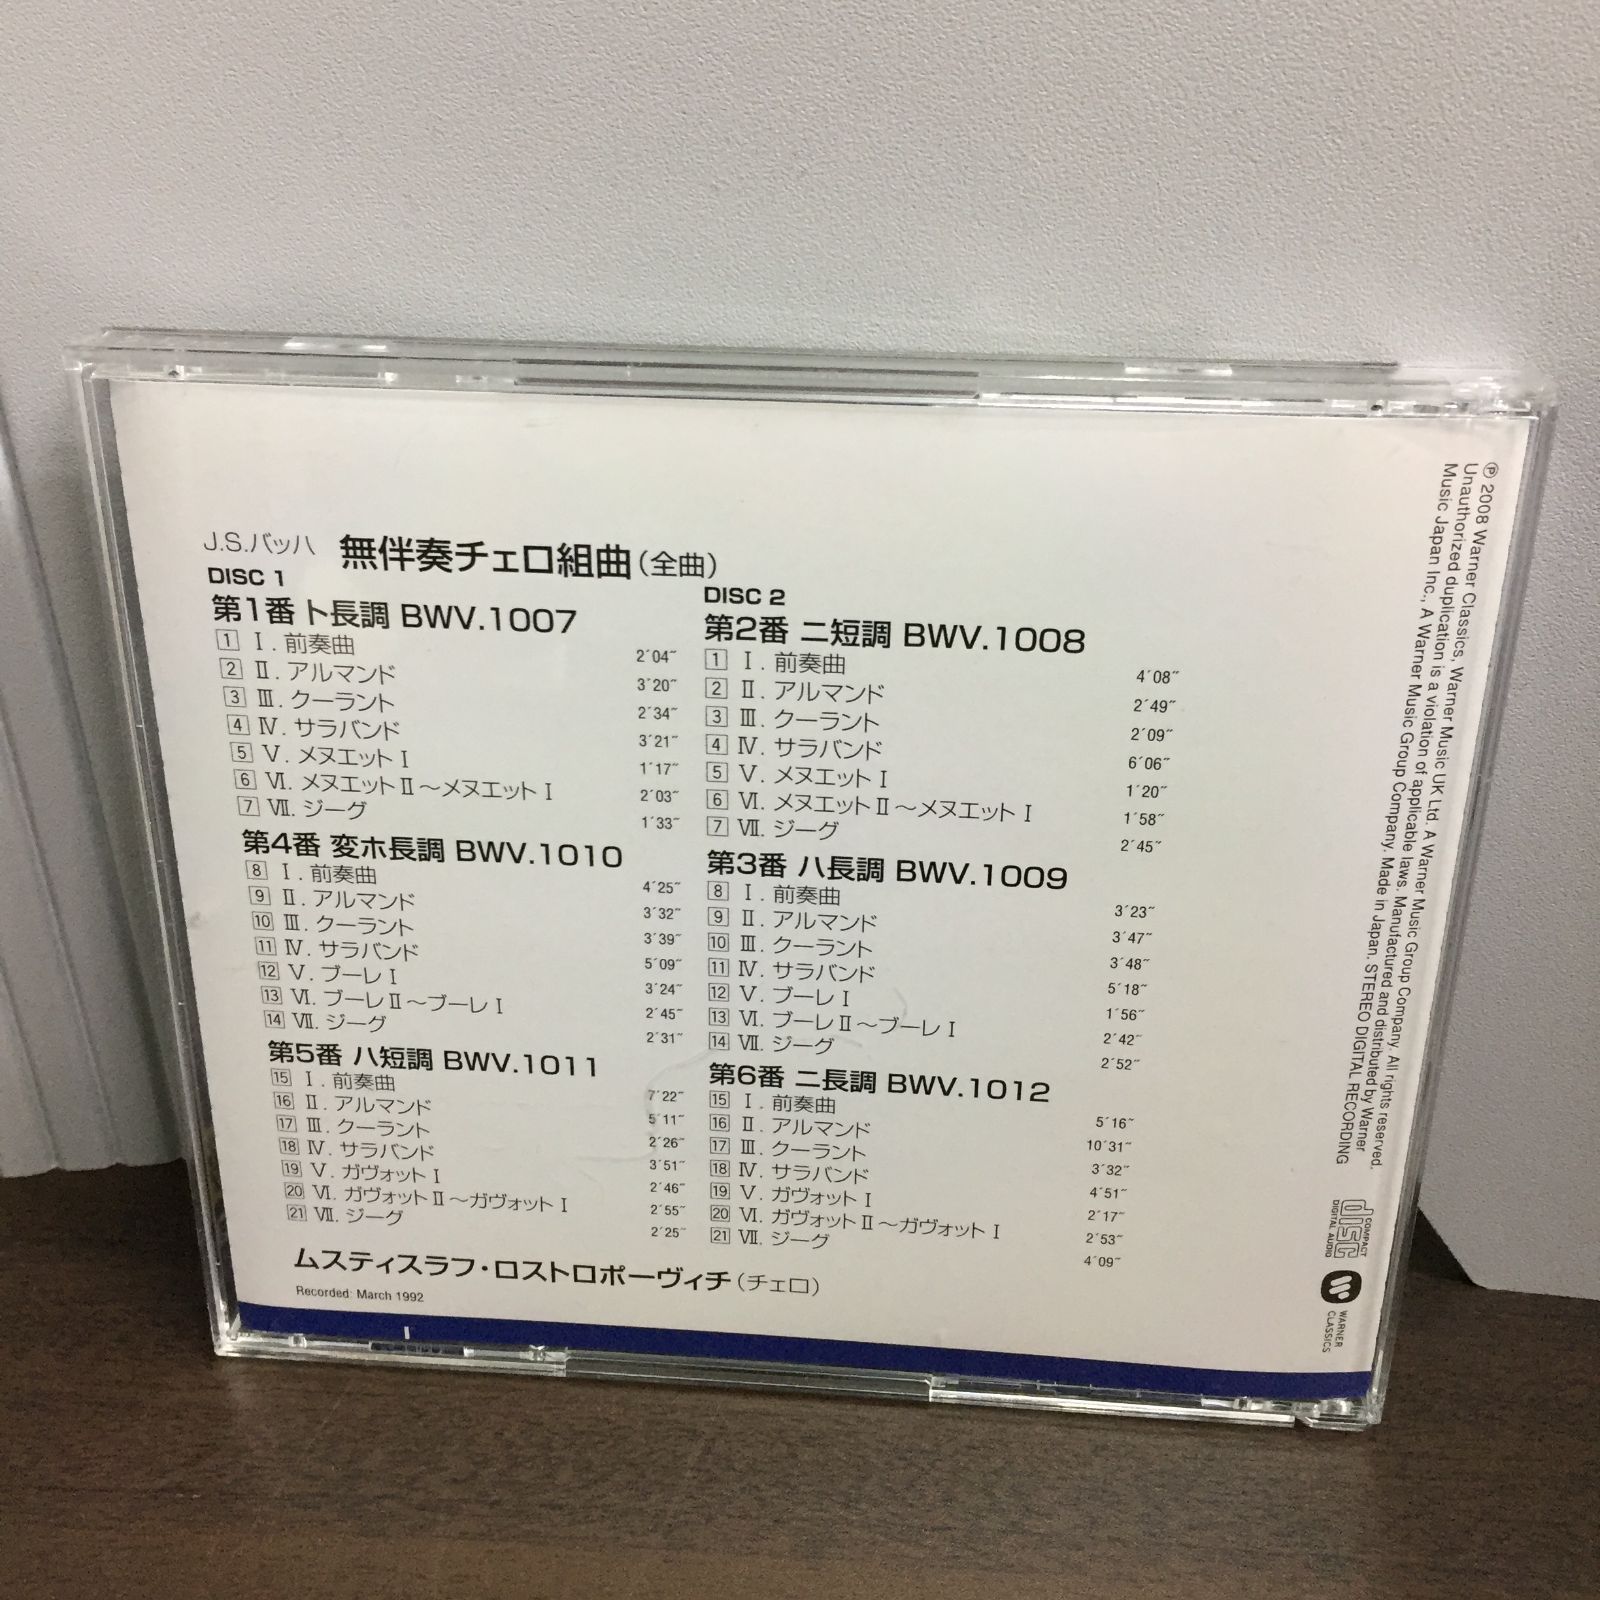 J.S.バッハ 無伴奏チェロ組曲(全曲)
DISC 1
第1番 ト長調 BWV.1007
1 Ⅰ. 前奏曲 2´04˝
2 Ⅱ. アルマンド 3´20˝
3 Ⅲ. クーラント 2´34˝
4 Ⅳ. サラバンド 3´21˝
5 Ⅴ. メヌエットⅠ 1´17˝
6 Ⅵ. メヌエットⅡ～メヌエットⅠ 2´03˝
7 Ⅶ. ジーグ 1´33˝
第4番 変ホ長調 BWV.1010
8 Ⅰ. 前奏曲 4´25˝
9 Ⅱ. アルマンド 3´32˝
10 Ⅲ. クーラント 3´39˝
11 Ⅳ. サラバンド 5´09˝
12 Ⅴ. ブーレⅠ 3´24˝
13 Ⅵ. ブーレⅡ～ブーレⅠ 2´45˝
14 Ⅶ. ジーグ 2´31˝
第5番 ハ短調 BWV.1011
15 Ⅰ. 前奏曲 7´22˝
16 Ⅱ. アルマンド 5´11˝
17 Ⅲ. クーラント 2´26˝
18 Ⅳ. サラバンド 3´51˝
19 Ⅴ. ガヴォットⅠ 2´46˝
20 Ⅵ. ガヴォットⅡ～ガヴォットⅠ 2´55˝
21 Ⅶ. ジーグ 2´25˝
DISC 2
第2番 ニ短調 BWV.1008
1 Ⅰ. 前奏曲 4´08˝
2 Ⅱ. アルマンド 2´49˝
3 Ⅲ. クーラント 2´09˝
4 Ⅳ. サラバンド 6´06˝
5 Ⅴ. メヌエットⅠ 1´20˝
6 Ⅵ. メヌエットⅡ～メヌエットⅠ 1´58˝
7 Ⅶ. ジーグ 2´45˝
第3番 ハ長調 BWV.1009
8 Ⅰ. 前奏曲 3´23˝
9 Ⅱ. アルマンド 3´47˝
10 Ⅲ. クーラント 3´48˝
11 Ⅳ. サラバンド 5´18˝
12 Ⅴ. ブーレⅠ 1´56˝
13 Ⅵ. ブーレⅡ～ブーレⅠ 2´42˝
14 Ⅶ. ジーグ 2´52˝
第6番 ニ長調 BWV.1012
15 Ⅰ. 前奏曲 5´16˝
16 Ⅱ. アルマンド 10´31˝
17 Ⅲ. クーラント 3´32˝
18 Ⅳ. サラバンド 4´51˝
19 Ⅴ. ガヴォットⅠ 2´17˝
20 Ⅵ. ガヴォットⅡ～ガヴォットⅠ 2´53˝
21 Ⅶ. ジーグ 4´09˝
ムスティスラフ・ロストロポーヴィチ(チェロ)
Recorded: March 1992
℗ 2008 Warner Classics, Warner Music UK Ltd. A Warner Music Group Company. All rights reserved.
Unauthorized duplication is a violation of applicable laws. Manufactured and distributed by Warner
Music Japan Inc., A Warner Music Group Company. Made in Japan. STEREO DIGITAL RECORDING
COMPACT
disc
DIGITAL AUDIO
WARNER
CLASSICS